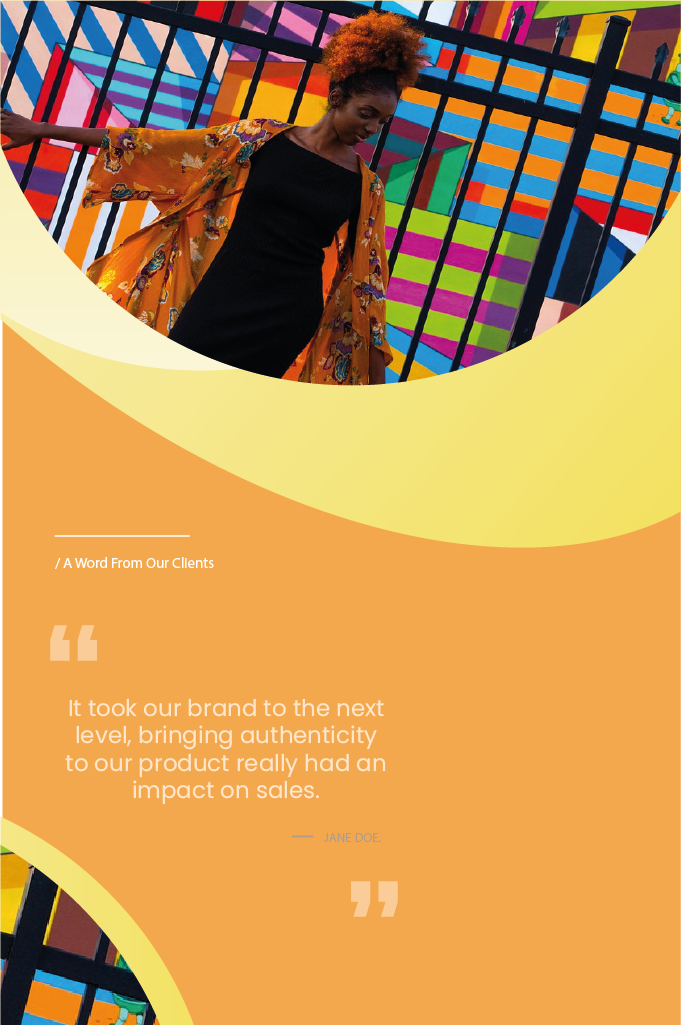 / A Word From Our Clients
“
It took our brand to the next
level, bringing authenticity
to our product really had an
impact on sales.
— JANE DOE.
”